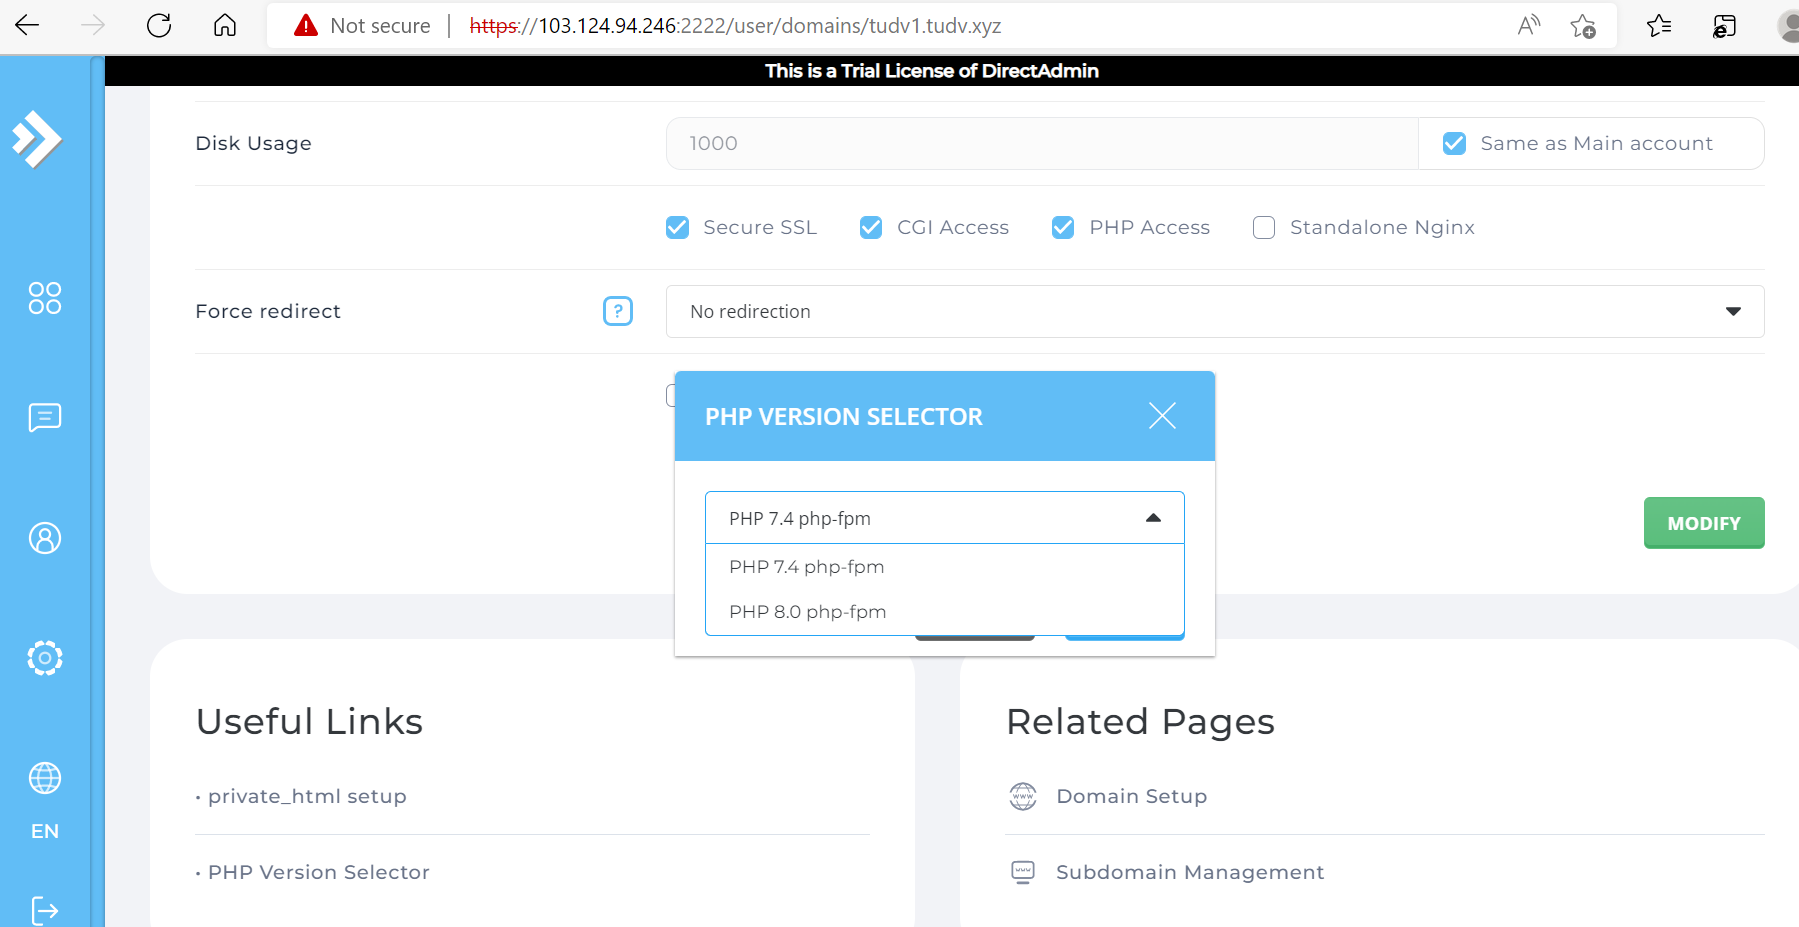 Not secure | https://103.124.94.246:2222/user/domains/tudv1.tudv.xyz
This is a Trial License of DirectAdmin
Disk Usage
1000
Same as Main account
Secure SSL
CGI Access
PHP Access
Standalone Nginx
Force redirect
?
No redirection
PHP VERSION SELECTOR
PHP 7.4 php-fpm
PHP 7.4 php-fpm
PHP 8.0 php-fpm
MODIFY
Useful Links
• private_html setup
• PHP Version Selector
Related Pages
Domain Setup
Subdomain Management
EN